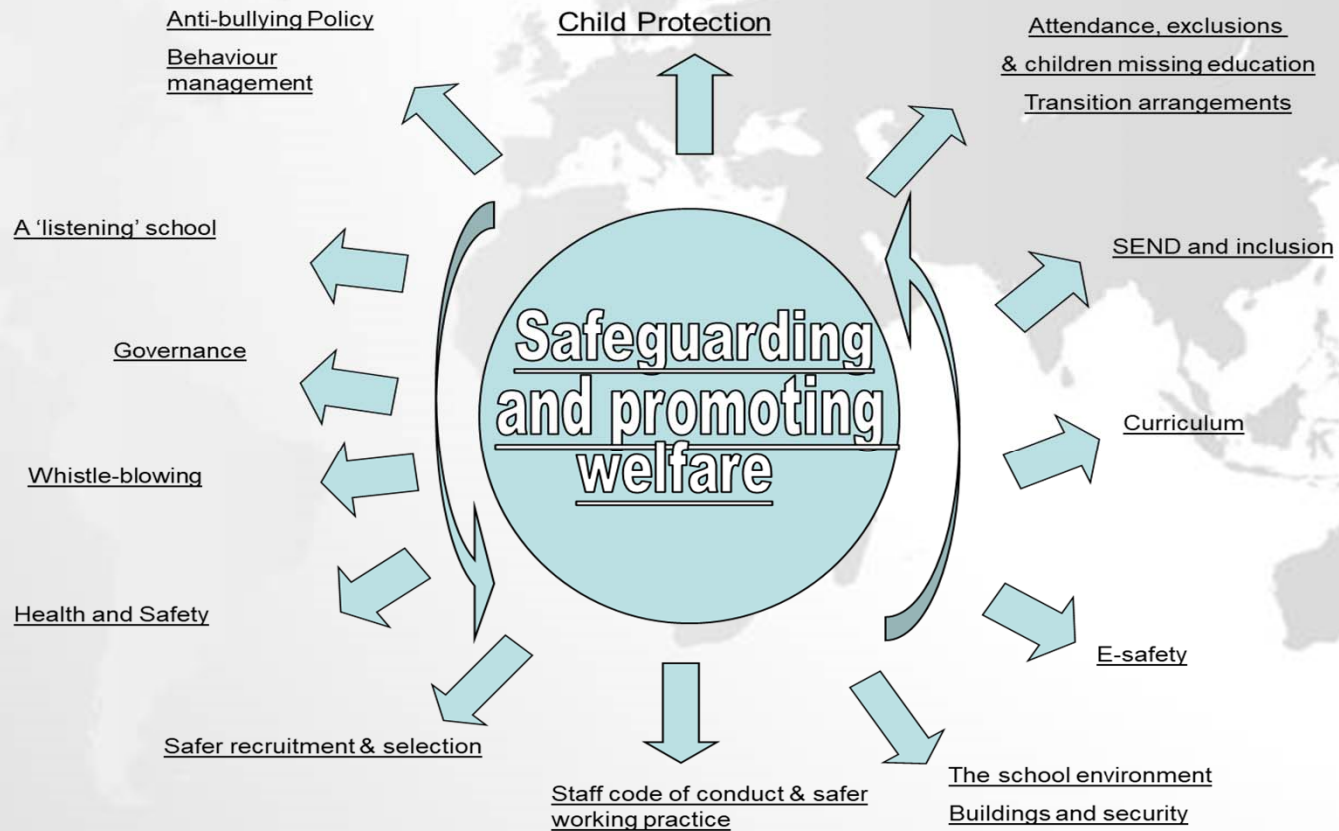 Anti-bullying Policy
Behaviour
management
Child Protection
Attendance, exclusions
& children missing education
Transition arrangements
A ‘listening’ school
SEND and inclusion
Governance
Safeguarding
and promoting
welfare
Curriculum
Whistle-blowing
Health and Safety
E-safety
Safer recruitment & selection
Staff code of conduct & safer
working practice
The school environment
Buildings and security